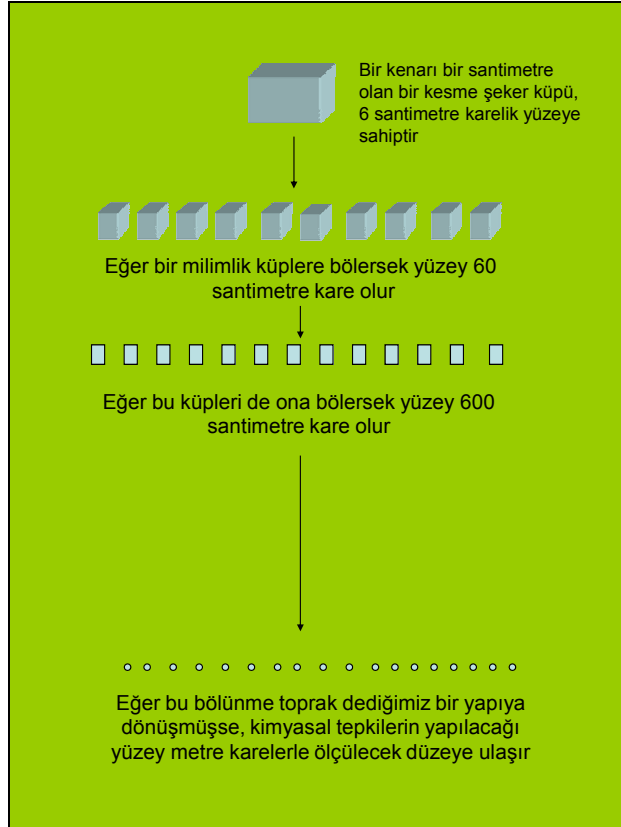 Bir kenarı bir santimetre
olan bir kesme şeker küpü,
6 santimetre karelik yüzeye
sahiptir
Eğer bir milimlik küplere bölersek yüzey 60
santimetre kare olur
Eğer bu küpleri de ona bölersek yüzey 600
santimetre kare olur
Eğer bu bölünme toprak dediğimiz bir yapıya
dönüşmüşse, kimyasal tepkilerin yapılacağı
yüzey metre karelerle ölçülecek düzeye ulaşır